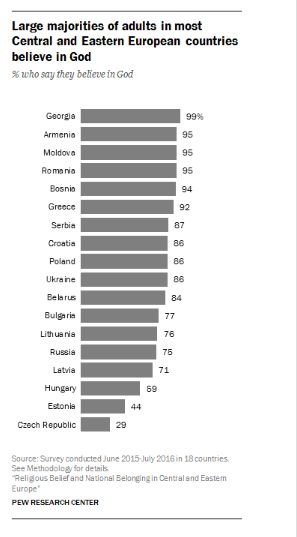 Large majorities of adults in most
Central and Eastern European countries
believe in God
% who say they believe in God
Georgia 99%
Armenia 95
Moldova 95
Romania 95
Bosnia 94
Greece 92
Serbia 87
Croatia 86
Poland 86
Ukraine 86
Belarus 84
Bulgaria 77
Lithuania 76
Russia 75
Latvia 71
Hungary 59
Estonia 44
Czech Republic 29
Source: Survey conducted June 2015-July 2016 in 18 countries.
See Methodology for details.
"Religious Belief and National Belonging in Central and Eastern
Europe"
PEW RESEARCH CENTER